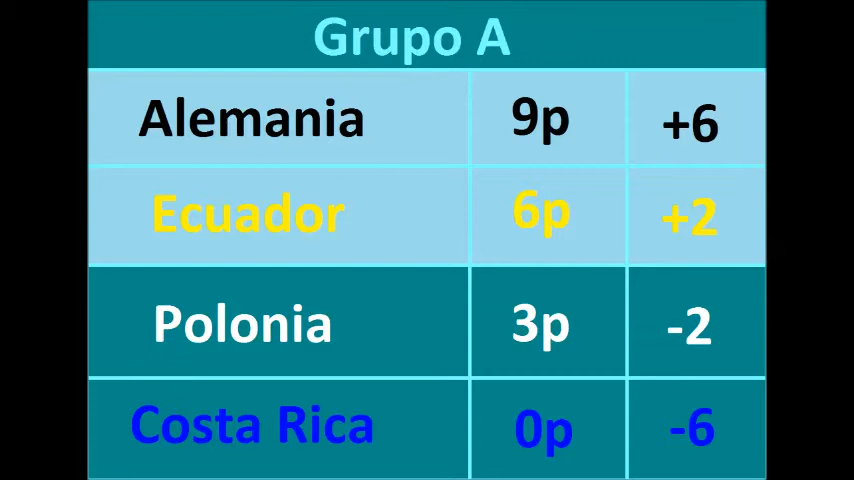 Grupo A
Alemania 9p +6
Ecuador 6p +2
Polonia 3p -2
Costa Rica 0p -6